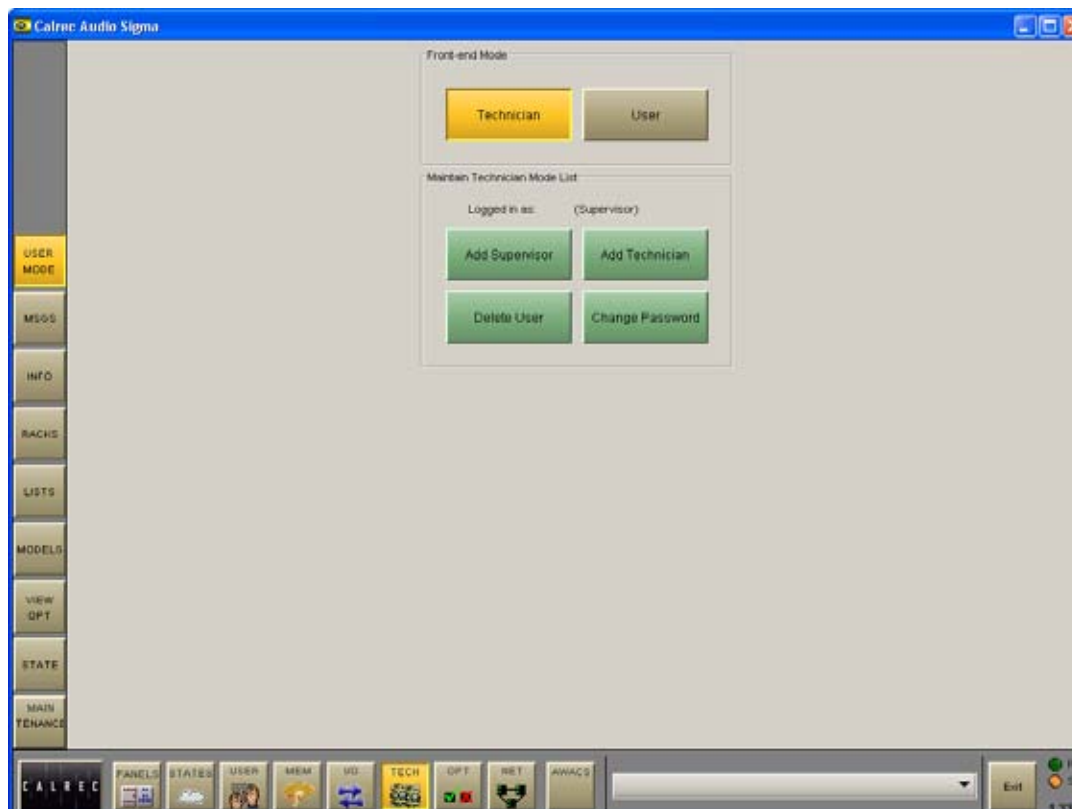 Calrec Audio Sigma
Front-end Mode
Technician
User
Maintain Technician Mode List
Logged in as: (Supervisor)
Add Supervisor
Add Technician
Delete User
Change Password
USER
MODE
MSGS
INFO
RACKS
LISTS
MODELS
VIEW
OPT
STATE
MAIN
TENANCE
CALREC
PANELS
STATES
USER
MEM
I/O
TECH
OPT
NET
AWACS
Exit